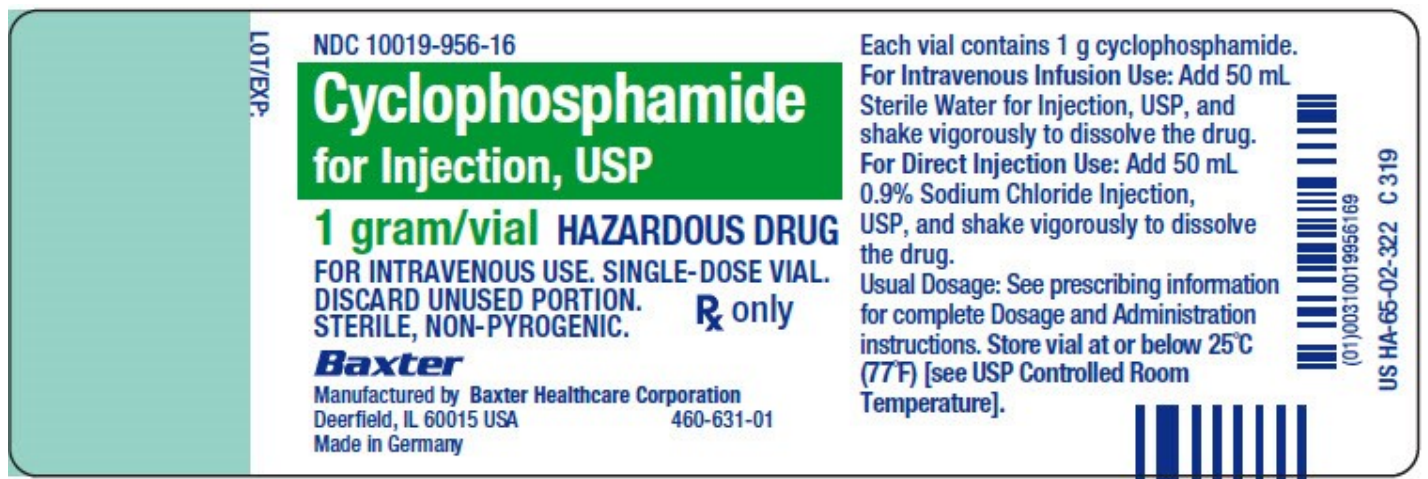 LOT/EXP.
NDC 10019-956-16
Cyclophosphamide
for Injection, USP
1 gram/vial HAZARDOUS DRUG
FOR INTRAVENOUS USE. SINGLE-DOSE VIAL.
DISCARD UNUSED PORTION.
STERILE, NON-PYROGENIC.
Rx only
Baxter
Manufactured by Baxter Healthcare Corporation
Deerfield, IL 60015 USA 460-631-01
Made in Germany
Each vial contains 1 g cyclophosphamide.
For Intravenous Infusion Use: Add 50 mL
Sterile Water for Injection, USP, and
shake vigorously to dissolve the drug.
For Direct Injection Use: Add 50 mL
0.9% Sodium Chloride Injection,
USP, and shake vigorously to dissolve
the drug.
Usual Dosage: See prescribing information
for complete Dosage and Administration
instructions. Store vial at or below 25°C
(77°F) [see USP Controlled Room
Temperature].
(01)00310019956169
US HA-65-02-322 C 319